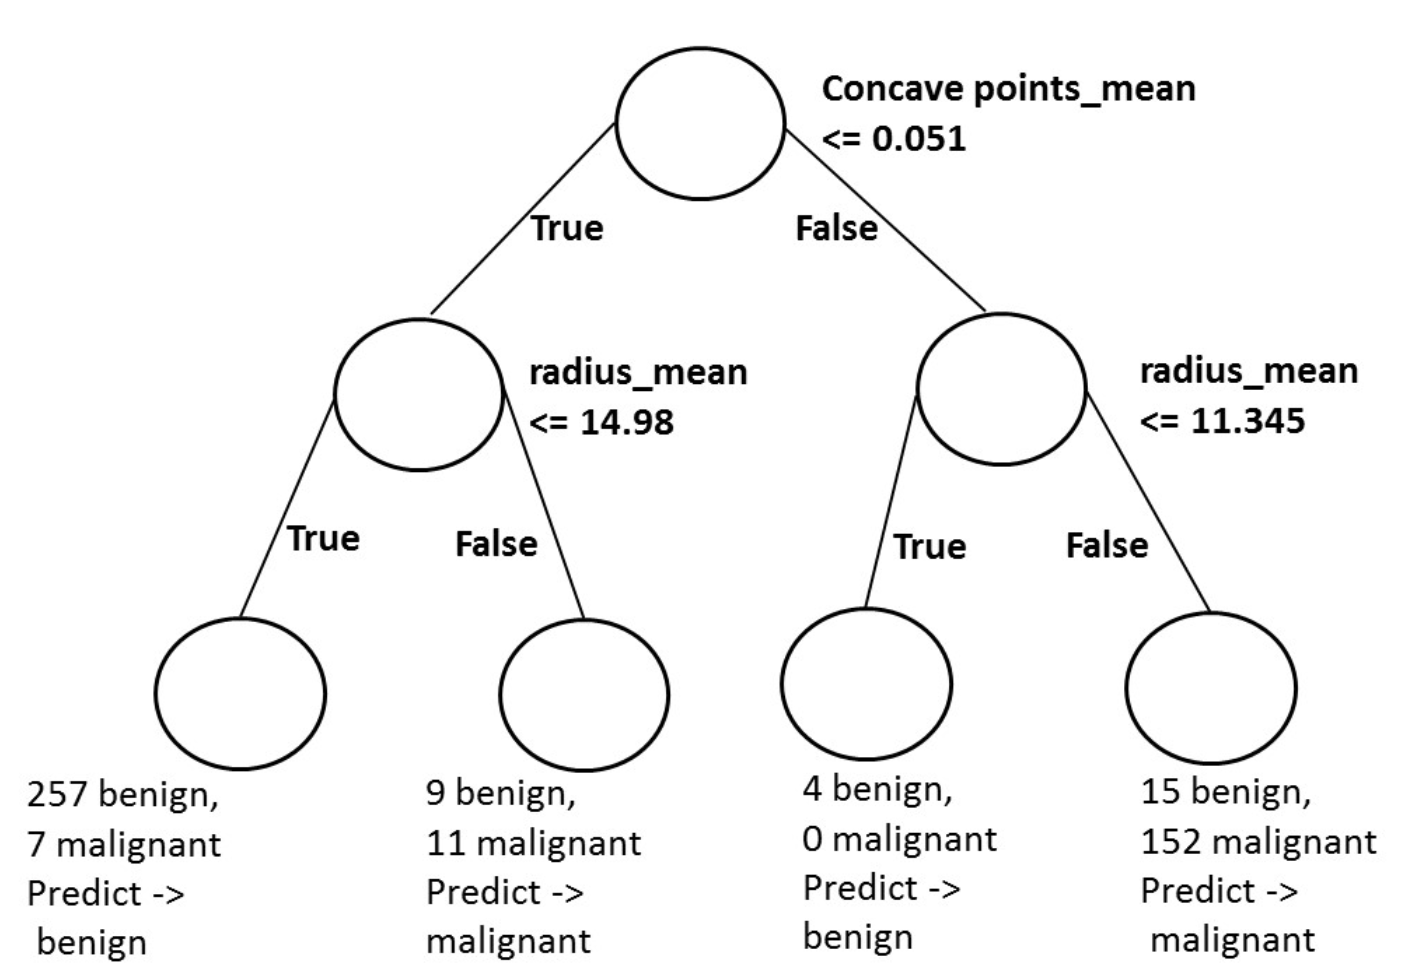 Concave points_mean
<= 0.051
True
False
radius_mean
<= 14.98
radius_mean
<= 11.345
True
False
True
False
257 benign,
7 malignant
Predict ->
benign
9 benign,
11 malignant
Predict ->
malignant
4 benign,
0 malignant
Predict ->
benign
15 benign,
152 malignant
Predict ->
malignant